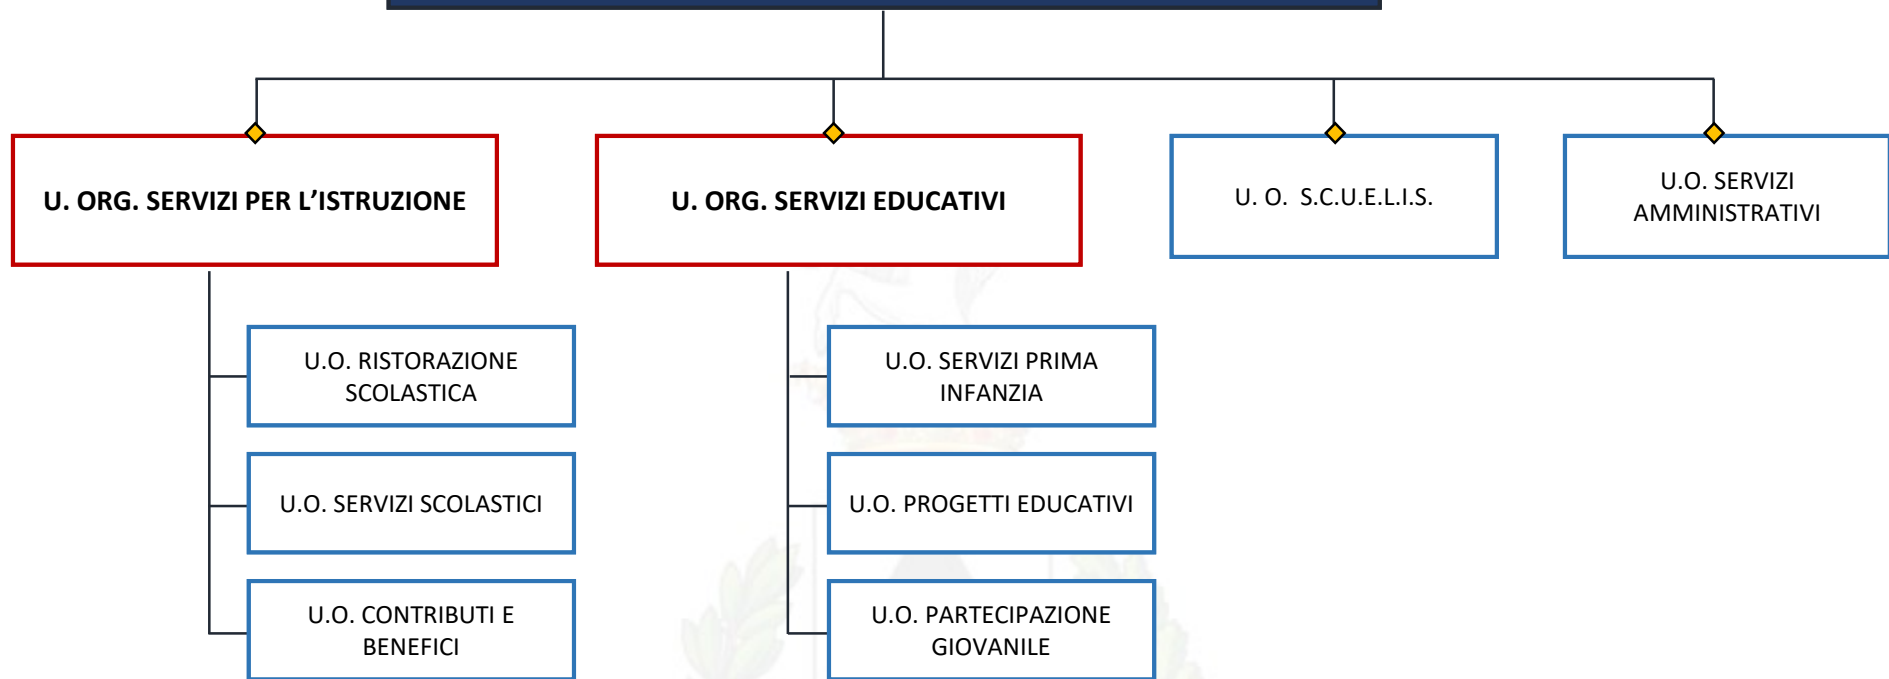 U. ORG. SERVIZI PER L’ISTRUZIONE
U. ORG. SERVIZI EDUCATIVI
U. O. S.C.U.E.L.I.S.
U.O. SERVIZI
AMMINISTRATIVI
U.O. RISTORAZIONE
SCOLASTICA
U.O. SERVIZI SCOLASTICI
U.O. CONTRIBUTI E
BENEFICI
U.O. SERVIZI PRIMA
INFANZIA
U.O. PROGETTI EDUCATIVI
U.O. PARTECIPAZIONE
GIOVANILE